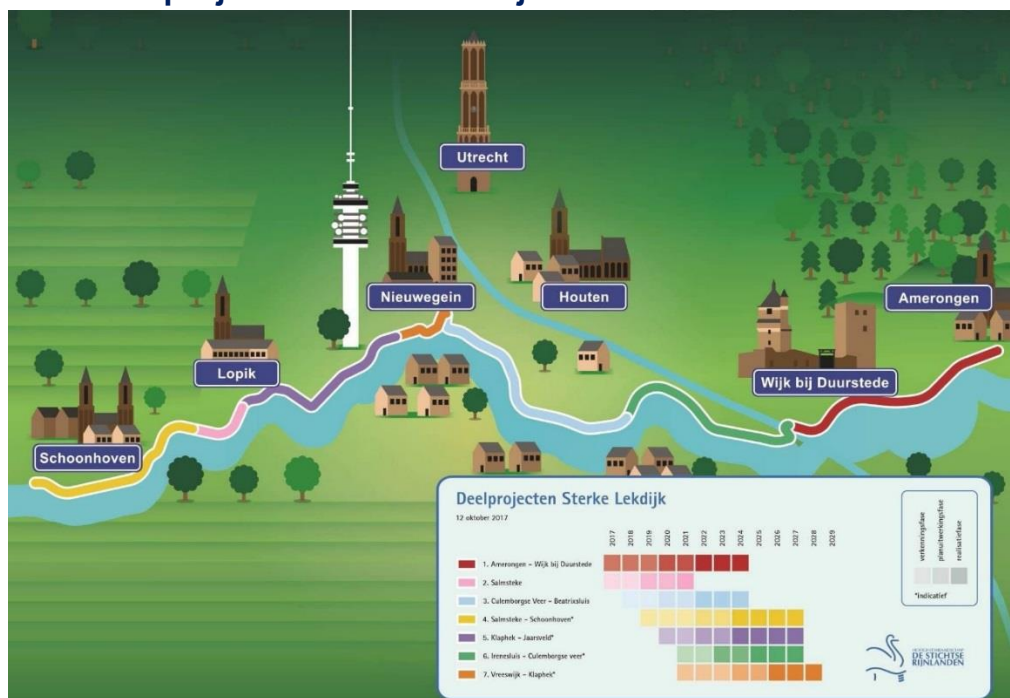 Utrecht
Nieuwegein
Houten
Amerongen
Lopik
Wijk bij Duurstede
Schoonhoven
Deelprojecten Sterke Lekdijk
12 oktober 2017
2017 2018 2019 2020 2021 2022 2023 2024 2025 2026 2027 2028 2029
1. Amerongen – Wijk bij Duurstede
2. Salmsteke
3. Culemborgse Veer – Beatrixsluis
4. Salmsteke – Schoonhoven*
5. Klaphek – Jaarsveld*
6. Irenesluis – Culemborgse veer*
7. Vreeswijk – Klaphek*
verkenningsfase
planuitwerkingsfase
realisatiefase
*indicatief
DE STICHTSE
RIJNLANDEN